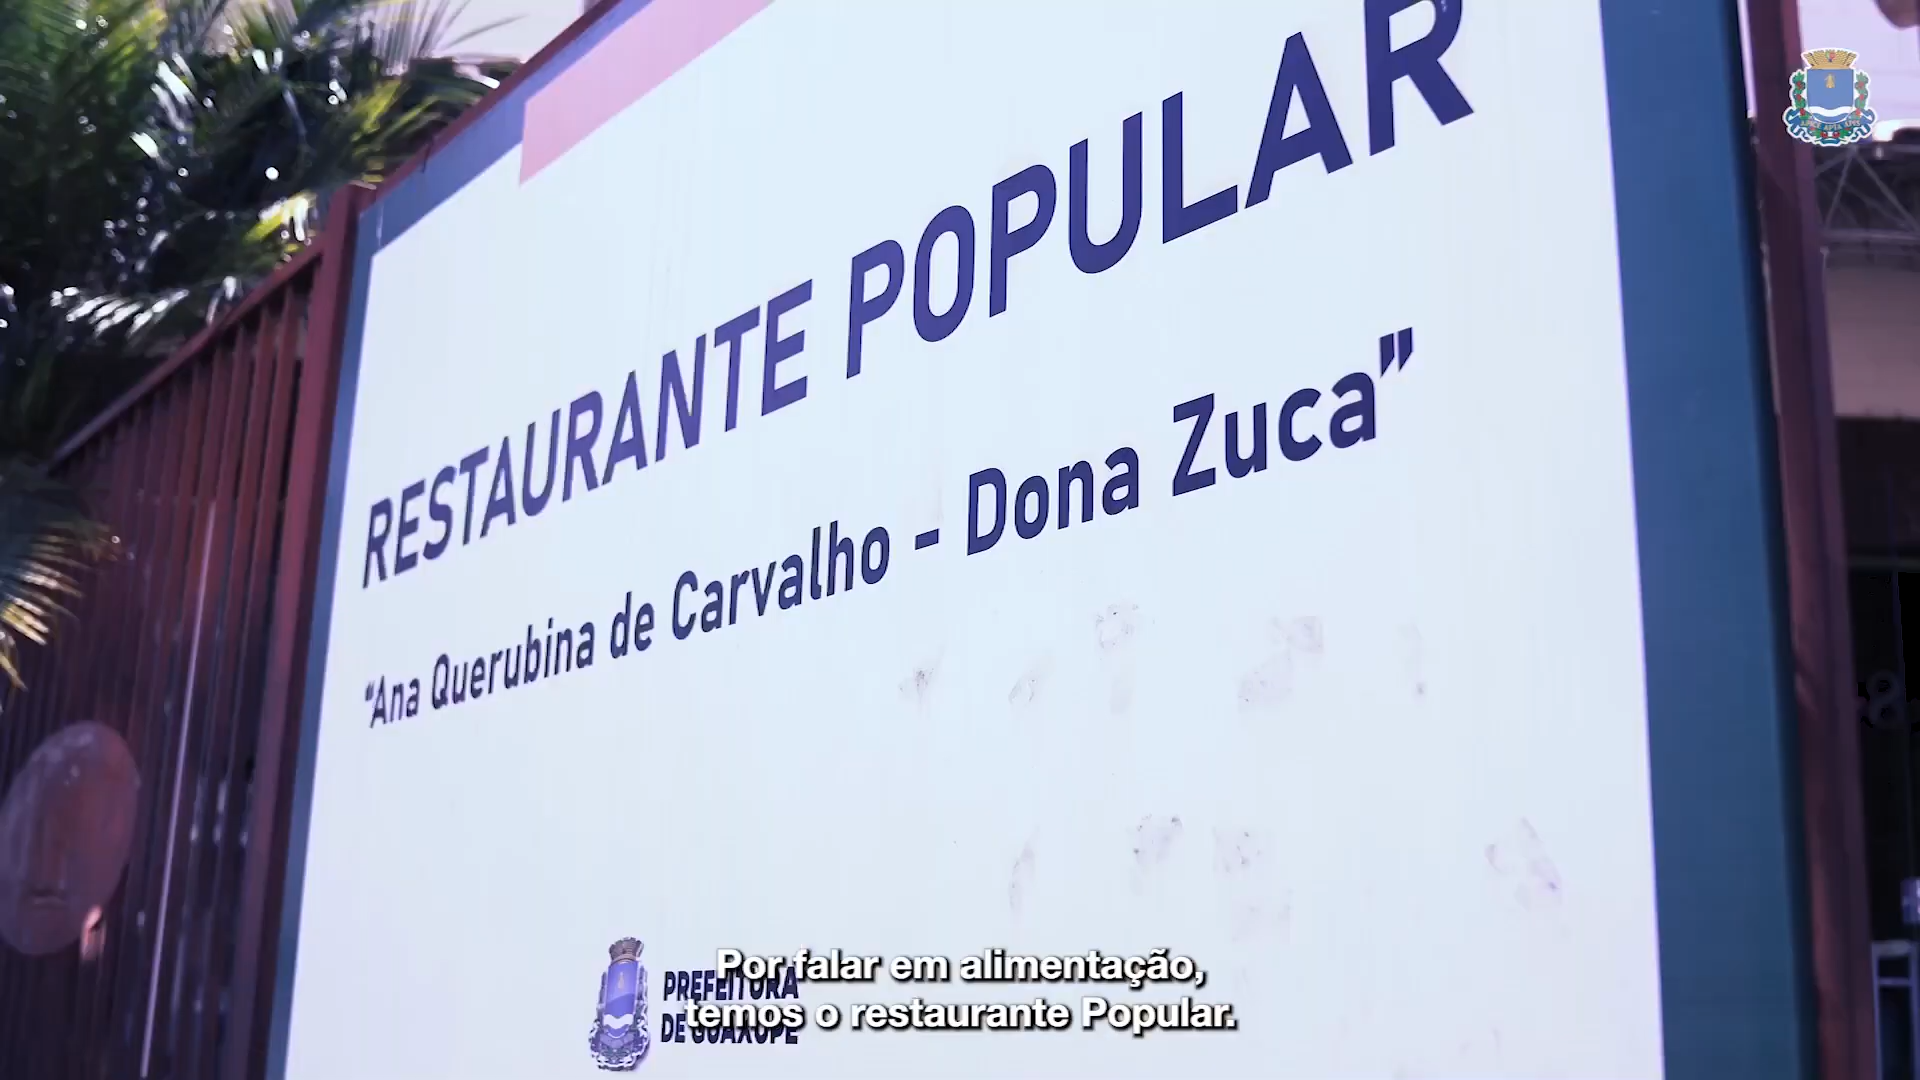 RESTAURANTE POPULAR
"Ana Querubina de Carvalho - Dona Zuca"
PREFEITURA
DE GUAXUPÉ
Por falar em alimentação,
temos o restaurante Popular.